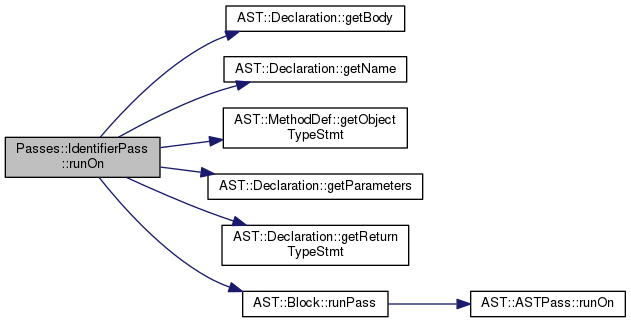 AST::Declaration::getBody
AST::Declaration::getName
AST::MethodDef::getObject
TypeStmt
Passes::IdentifierPass
::runOn
AST::Declaration::getParameters
AST::Declaration::getReturn
TypeStmt
AST::Block::runPass
AST::ASTPass::runOn